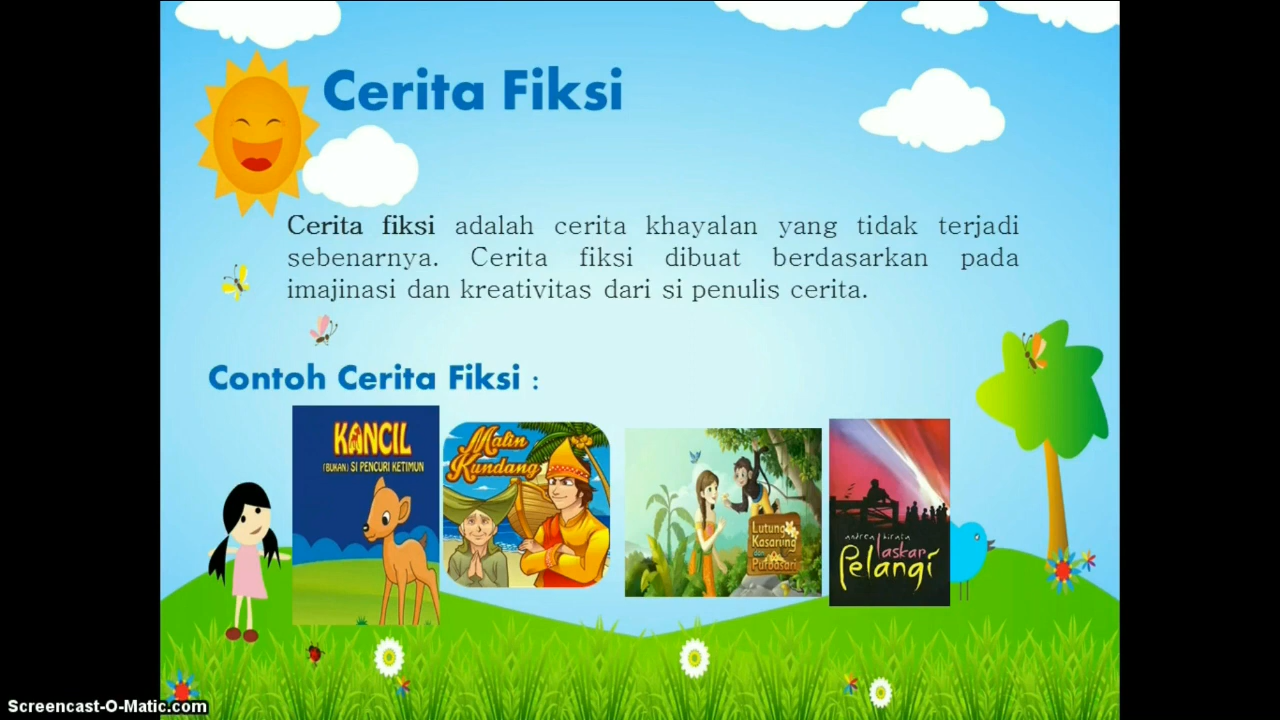 Cerita Fiksi
Cerita fiksi adalah cerita khayalan yang tidak terjadi
sebenarnya. Cerita fiksi dibuat berdasarkan pada
imajinasi dan kreativitas dari si penulis cerita.
Contoh Cerita Fiksi :
KANCIL
(BUKAN) SI PENCURI KETIMUN
Malin
Kundang
Lutung
Kasarung
dan
Purbasari
andrea hirata
laskar
Pelangi
Screencast-O-Matic.com